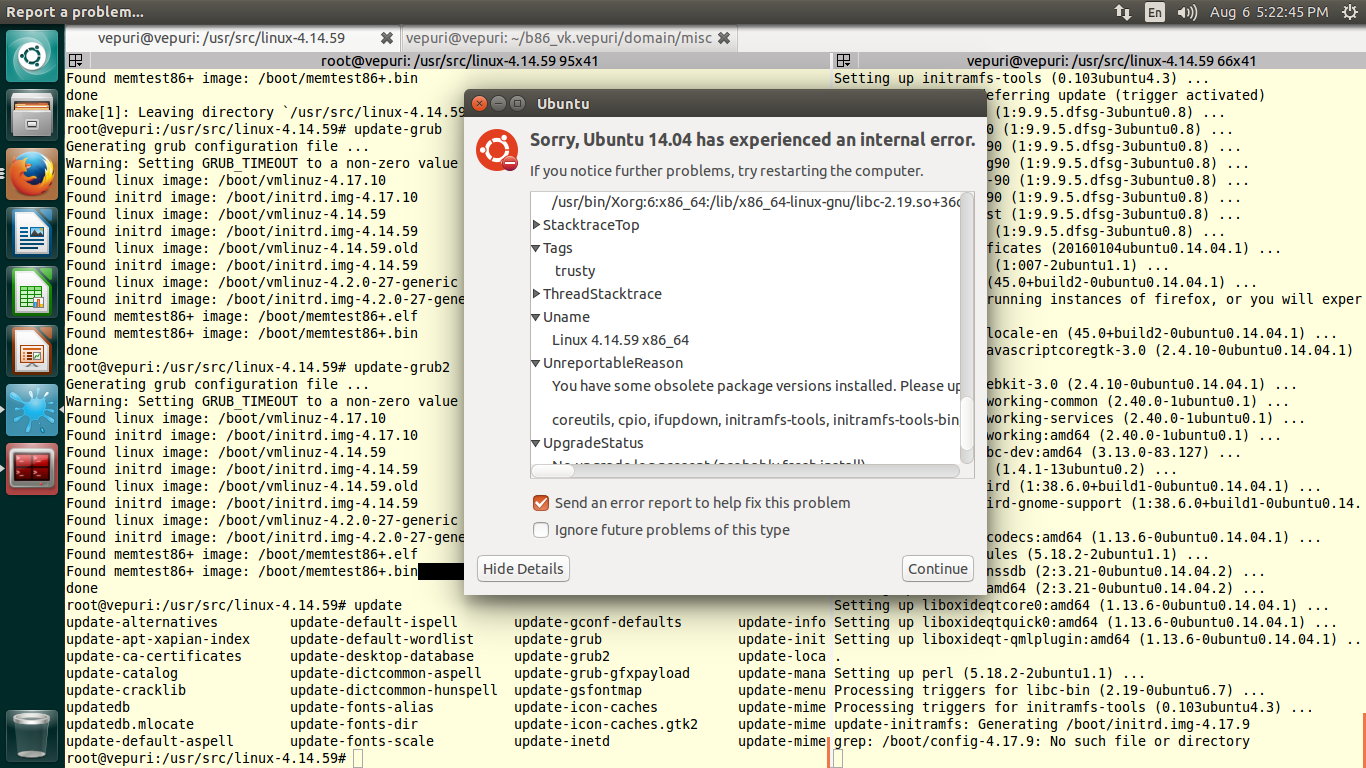 Report a problem...
En
Aug 6 5:22:45 PM
vepuri@vepuri: /usr/src/linux-4.14.59
vepuri@vepuri: ~/b86_vk.vepuri/domain/misc
root@vepuri: /usr/src/linux-4.14.59 95x41
Found memtest86+ image: /boot/memtest86+.bin
done
make[1]: Leaving directory `/usr/src/linux-4.14.59
root@vepuri:/usr/src/linux-4.14.59# update-grub
Generating grub configuration file ...
Warning: Setting GRUB_TIMEOUT to a non-zero value
Found linux image: /boot/vmlinuz-4.17.10
Found initrd image: /boot/initrd.img-4.17.10
Found linux image: /boot/vmlinuz-4.14.59
Found initrd image: /boot/initrd.img-4.14.59
Found linux image: /boot/vmlinuz-4.14.59.old
Found initrd image: /boot/initrd.img-4.14.59
Found linux image: /boot/vmlinuz-4.2.0-27-generic
Found initrd image: /boot/initrd.img-4.2.0-27-gene
Found memtest86+ image: /boot/memtest86+.elf
Found memtest86+ image: /boot/memtest86+.bin
done
root@vepuri:/usr/src/linux-4.14.59# update-grub2
Generating grub configuration file ...
Warning: Setting GRUB_TIMEOUT to a non-zero value
Found linux image: /boot/vmlinuz-4.17.10
Found initrd image: /boot/initrd.img-4.17.10
Found linux image: /boot/vmlinuz-4.14.59
Found initrd image: /boot/initrd.img-4.14.59
Found linux image: /boot/vmlinuz-4.14.59.old
Found initrd image: /boot/initrd.img-4.14.59
Found linux image: /boot/vmlinuz-4.2.0-27-generic
Found initrd image: /boot/initrd.img-4.2.0-27-gene
Found memtest86+ image: /boot/memtest86+.elf
Found memtest86+ image: /boot/memtest86+.bin
done
root@vepuri:/usr/src/linux-4.14.59# update
update-alternatives update-default-ispell update-gconf-defaults update-info
update-apt-xapian-index update-default-wordlist update-grub update-init
update-ca-certificates update-desktop-database update-grub2 update-loca
update-catalog update-dictcommon-aspell update-grub-gfxpayload update-mana
update-cracklib update-dictcommon-hunspell update-gsfontmap update-menu
updatedb update-fonts-alias update-icon-caches update-mime
updatedb.mlocate update-fonts-dir update-icon-caches.gtk2 update-mime
update-default-aspell update-fonts-scale update-inetd update-mime
root@vepuri:/usr/src/linux-4.14.59#
Ubuntu
Sorry, Ubuntu 14.04 has experienced an internal error.
If you notice further problems, try restarting the computer.
/usr/bin/Xorg:6:x86_64:/lib/x86_64-linux-gnu/libc-2.19.so+36c
StacktraceTop
Tags
trusty
ThreadStacktrace
Uname
Linux 4.14.59 x86_64
UnreportableReason
You have some obsolete package versions installed. Please up
coreutils, cpio, ifupdown, initramfs-tools, initramfs-tools-bin,
UpgradeStatus
No upgrade log present (probably fresh install)
Send an error report to help fix this problem
Ignore future problems of this type
Hide Details
Continue
vepuri@vepuri: /usr/src/linux-4.14.59 66x41
Setting up initramfs-tools (0.103ubuntu4.3) ...
eferring update (trigger activated)
(1:9.9.5.dfsg-3ubuntu0.8) ...
0 (1:9.9.5.dfsg-3ubuntu0.8) ...
90 (1:9.9.5.dfsg-3ubuntu0.8) ...
g90 (1:9.9.5.dfsg-3ubuntu0.8) ...
-90 (1:9.9.5.dfsg-3ubuntu0.8) ...
st (1:9.9.5.dfsg-3ubuntu0.8) ...
(1:9.9.5.dfsg-3ubuntu0.8) ...
ficates (20160104ubuntu0.14.04.1) ...
(1:007-2ubuntu1.1) ...
(45.0+build2-0ubuntu0.14.04.1) ...
running instances of firefox, or you will exper
locale-en (45.0+build2-0ubuntu0.14.04.1) ...
avascriptcoregtk-3.0 (2.4.10-0ubuntu0.14.04.1)
ebkit-3.0 (2.4.10-0ubuntu0.14.04.1) ...
working-common (2.40.0-1ubuntu0.1) ...
working-services (2.40.0-1ubuntu0.1) ...
working:amd64 (2.40.0-1ubuntu0.1) ...
bc-dev:amd64 (3.13.0-83.127) ...
(1.4.1-13ubuntu0.2) ...
ird (1:38.6.0+build1-0ubuntu0.14.04.1) ...
ird-gnome-support (1:38.6.0+build1-0ubuntu0.14.
codecs:amd64 (1.13.6-0ubuntu0.14.04.1) ...
ules (5.18.2-2ubuntu1.1) ...
nssdb (2:3.21-0ubuntu0.14.04.2) ...
amd64 (2:3.21-0ubuntu0.14.04.2) ...
Setting up liboxideqtcore0:amd64 (1.13.6-0ubuntu0.14.04.1) ...
Setting up liboxideqtquick0:amd64 (1.13.6-0ubuntu0.14.04.1) ...
Setting up liboxideqt-qmlplugin:amd64 (1.13.6-0ubuntu0.14.04.1) ..
.
Setting up perl (5.18.2-2ubuntu1.1) ...
Processing triggers for libc-bin (2.19-0ubuntu6.7) ...
Processing triggers for initramfs-tools (0.103ubuntu4.3) ...
update-initramfs: Generating /boot/initrd.img-4.17.9
grep: /boot/config-4.17.9: No such file or directory